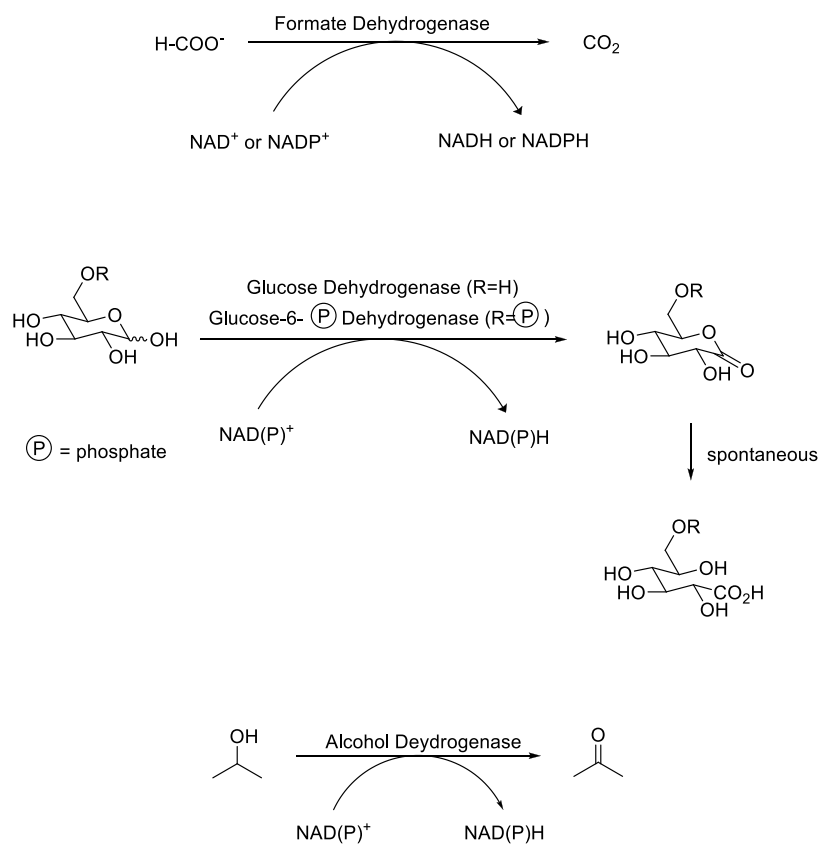 Formate Dehydrogenase
H-COO⁻
CO₂
NAD⁺ or NADP⁺
NADH or NADPH
OR
O
HO
HO
OH
OH
Glucose Dehydrogenase (R=H)
Glucose-6- Ⓟ Dehydrogenase (R=Ⓟ )
OR
HO
O
HO
OH
O
NAD(P)⁺
NAD(P)H
Ⓟ = phosphate
spontaneous
OR
HO
OH
HO
CO₂H
OH
OH
Alcohol Deydrogenase
O
NAD(P)⁺
NAD(P)H